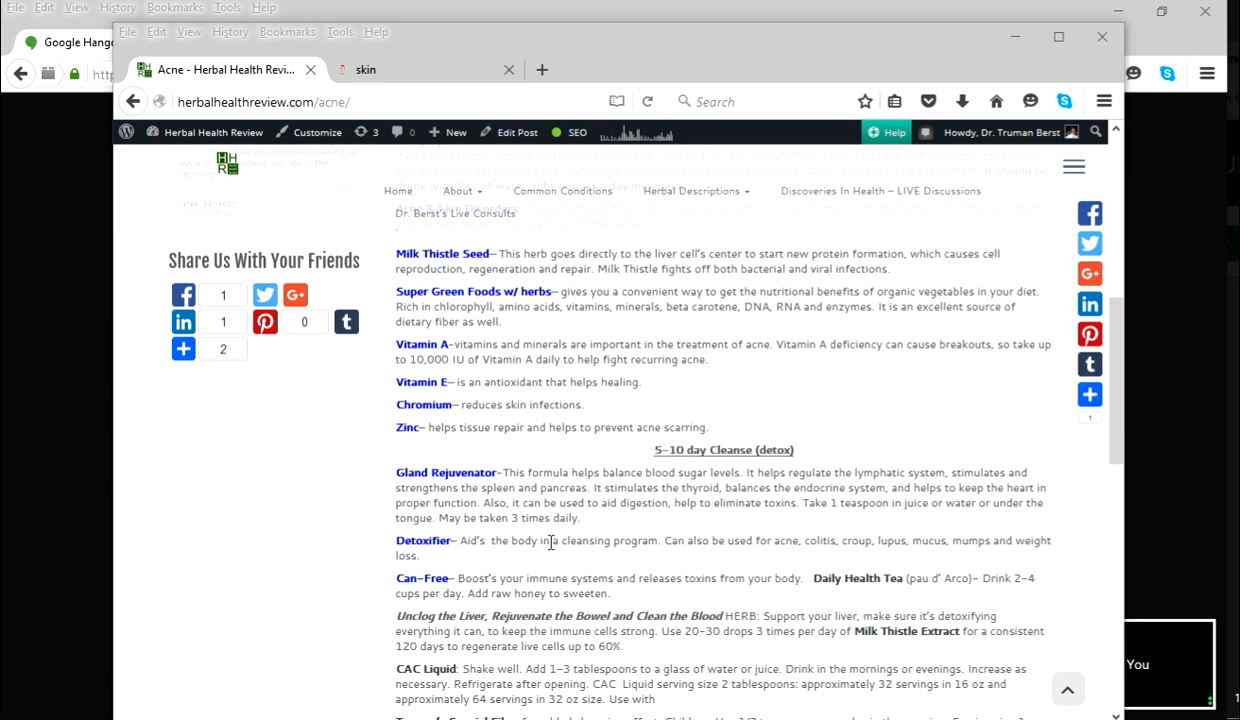 File Edit View History Bookmarks Tools Help
Google Hango
http
File Edit View History Bookmarks Tools Help
Acne - Herbal Health Revi...
skin
herbalhealthreview.com/acne/
Search
Herbal Health Review Customize 3 0 New Edit Post SEO Help Howdy, Dr. Truman Berst
HH
Home About Common Conditions Herbal Descriptions Discoveries In Health – LIVE Discussions
Dr. Berst's Live Consults
Share Us With Your Friends
1
1 0
2
Milk Thistle Seed– This herb goes directly to the liver cell's center to start new protein formation, which causes cell
reproduction, regeneration and repair. Milk Thistle fights off both bacterial and viral infections.
Super Green Foods w/ herbs– gives you a convenient way to get the nutritional benefits of organic vegetables in your diet.
Rich in chlorophyll, amino acids, vitamins, minerals, beta carotene, DNA, RNA and enzymes. It is an excellent source of
dietary fiber as well.
Vitamin A-vitamins and minerals are important in the treatment of acne. Vitamin A deficiency can cause breakouts, so take up
to 10,000 IU of Vitamin A daily to help fight recurring acne.
Vitamin E– is an antioxidant that helps healing.
Chromium– reduces skin infections.
Zinc– helps tissue repair and helps to prevent acne scarring.
5-10 day Cleanse (detox)
Gland Rejuvenator-This formula helps balance blood sugar levels. It helps regulate the lymphatic system, stimulates and
strengthens the spleen and pancreas. It stimulates the thyroid, balances the endocrine system, and helps to keep the heart in
proper function. Also, it can be used to aid digestion, help to eliminate toxins. Take 1 teaspoon in juice or water or under the
tongue. May be taken 3 times daily.
Detoxifier– Aid's the body in a cleansing program. Can also be used for acne, colitis, croup, lupus, mucus, mumps and weight
loss.
Can-Free– Boost's your immune systems and releases toxins from your body. Daily Health Tea (pau d' Arco)- Drink 2-4
cups per day. Add raw honey to sweeten.
Unclog the Liver, Rejuvenate the Bowel and Clean the Blood HERB: Support your liver, make sure it's detoxifying
everything it can, to keep the immune cells strong. Use 20-30 drops 3 times per day of Milk Thistle Extract for a consistent
120 days to regenerate live cells up to 60%.
CAC Liquid: Shake well. Add 1-3 tablespoons to a glass of water or juice. Drink in the mornings or evenings. Increase as
necessary. Refrigerate after opening. CAC Liquid serving size 2 tablespoons: approximately 32 servings in 16 oz and
approximately 64 servings in 32 oz size. Use with
1
You